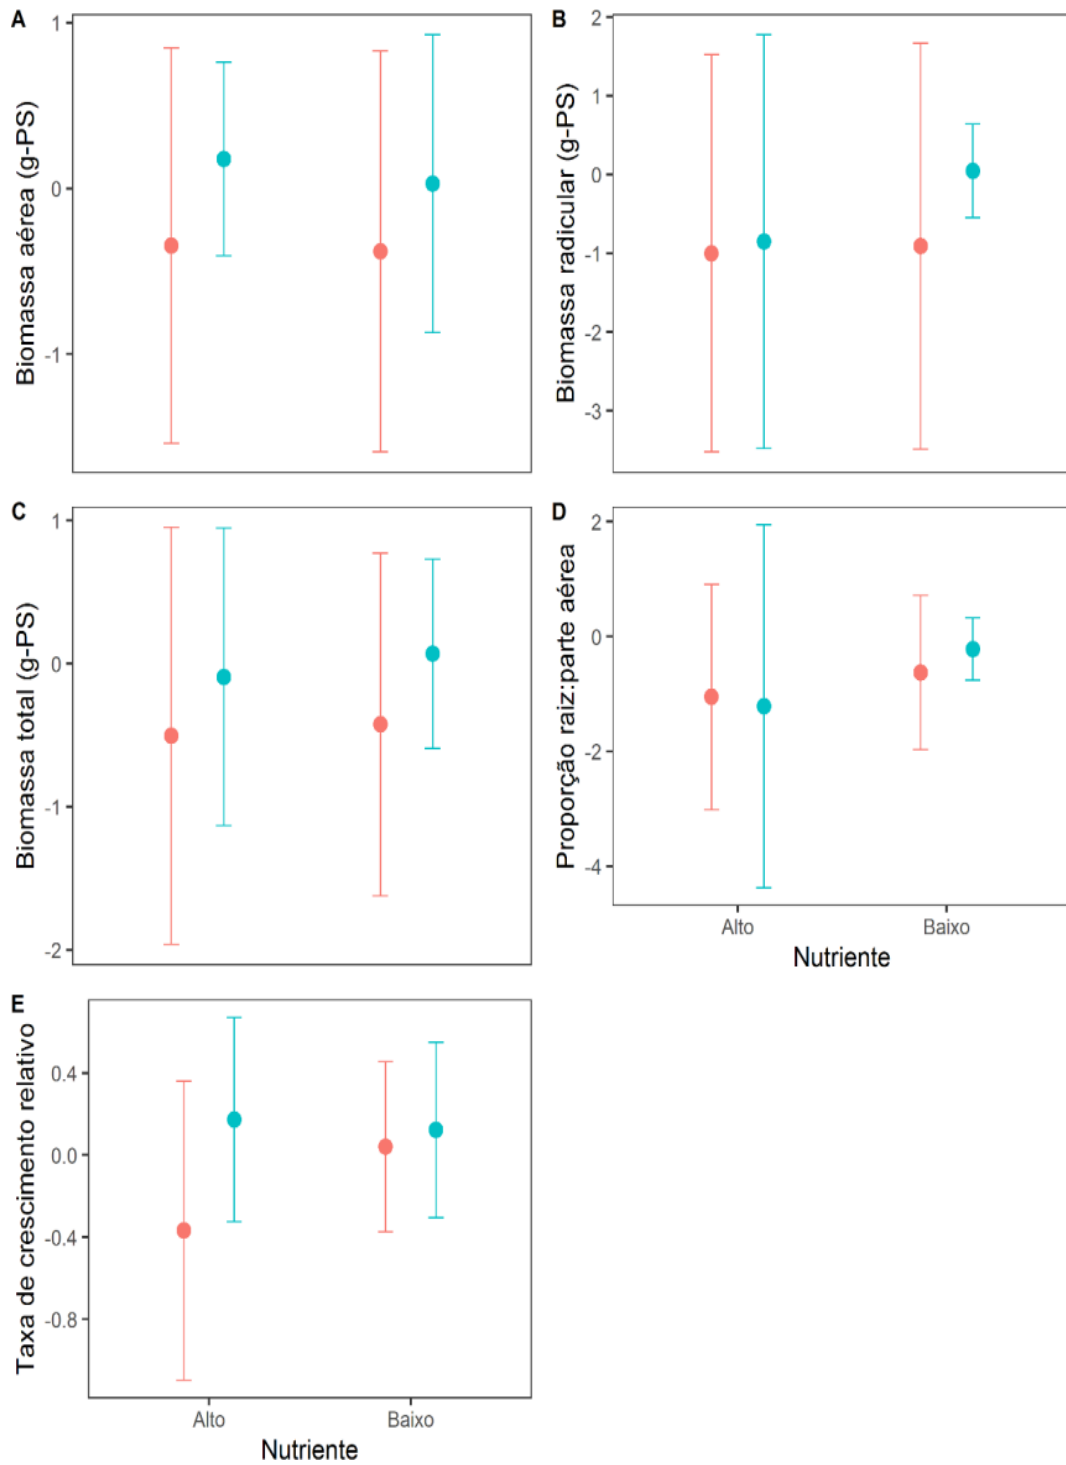 A
Biomassa aérea (g-PS)
1
0
-1
B
Biomassa radicular (g-PS)
2
1
0
-1
-2
-3
C
Biomassa total (g-PS)
1
0
-1
-2
D
Proporção raiz:parte aérea
2
0
-2
-4
Alto Baixo
Nutriente
E
Taxa de crescimento relativo
0.4
0.0
-0.4
-0.8
Alto Baixo
Nutriente